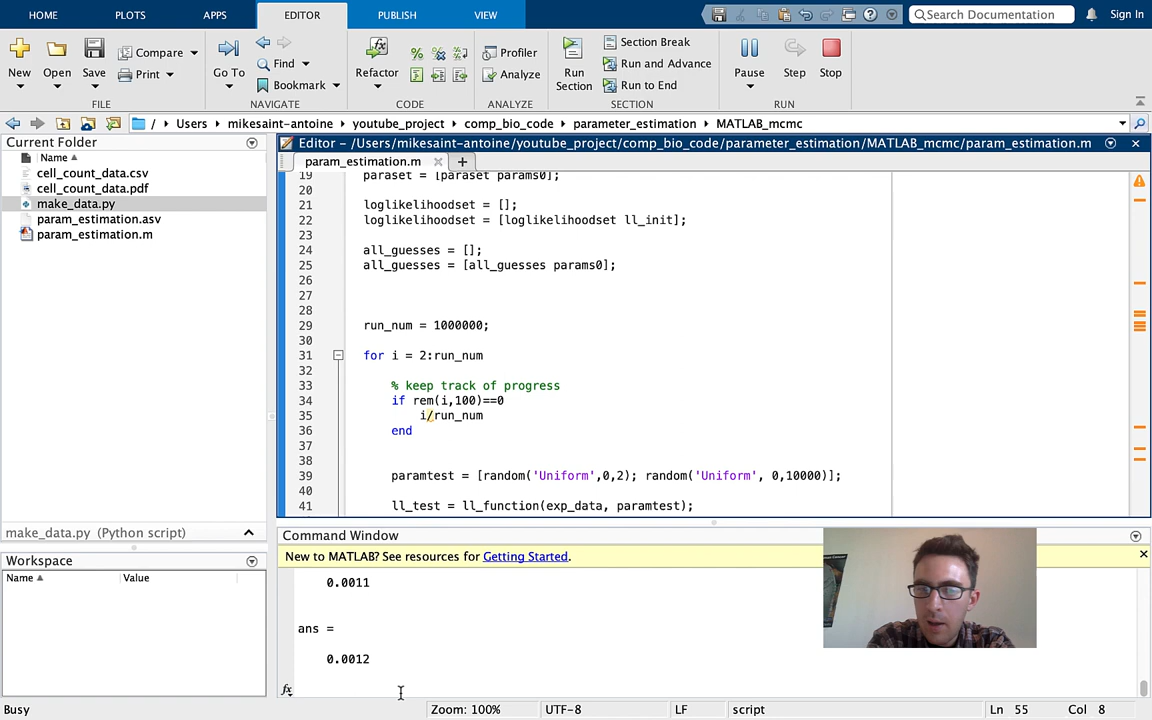 HOME PLOTS APPS EDITOR PUBLISH VIEW Search Documentation Sign In
New Open Save Compare Print Go To Find Bookmark Refactor Profiler Analyze Run Section Section Break Run and Advance Run to End Pause Step Stop
FILE NAVIGATE CODE ANALYZE SECTION RUN
/ Users mikesaint-antoine youtube_project comp_bio_code parameter_estimation MATLAB_mcmc
Current Folder
Name
cell_count_data.csv
cell_count_data.pdf
make_data.py
param_estimation.asv
param_estimation.m
make_data.py (Python script)
Workspace
Name Value
Editor - /Users/mikesaint-antoine/youtube_project/comp_bio_code/parameter_estimation/MATLAB_mcmc/param_estimation.m
param_estimation.m
19 paraset = [paraset params0];
20
21 loglikelihoodset = [];
22 loglikelihoodset = [loglikelihoodset ll_init];
23
24 all_guesses = [];
25 all_guesses = [all_guesses params0];
26
27
28
29 run_num = 1000000;
30
31 for i = 2:run_num
32
33 % keep track of progress
34 if rem(i,100)==0
35 i/run_num
36 end
37
38
39 paramtest = [random('Uniform',0,2); random('Uniform', 0,10000)];
40
41 ll_test = ll_function(exp_data, paramtest);
Command Window
New to MATLAB? See resources for Getting Started.
0.0011
ans =
0.0012
fx
Busy Zoom: 100% UTF-8 LF script Ln 55 Col 8